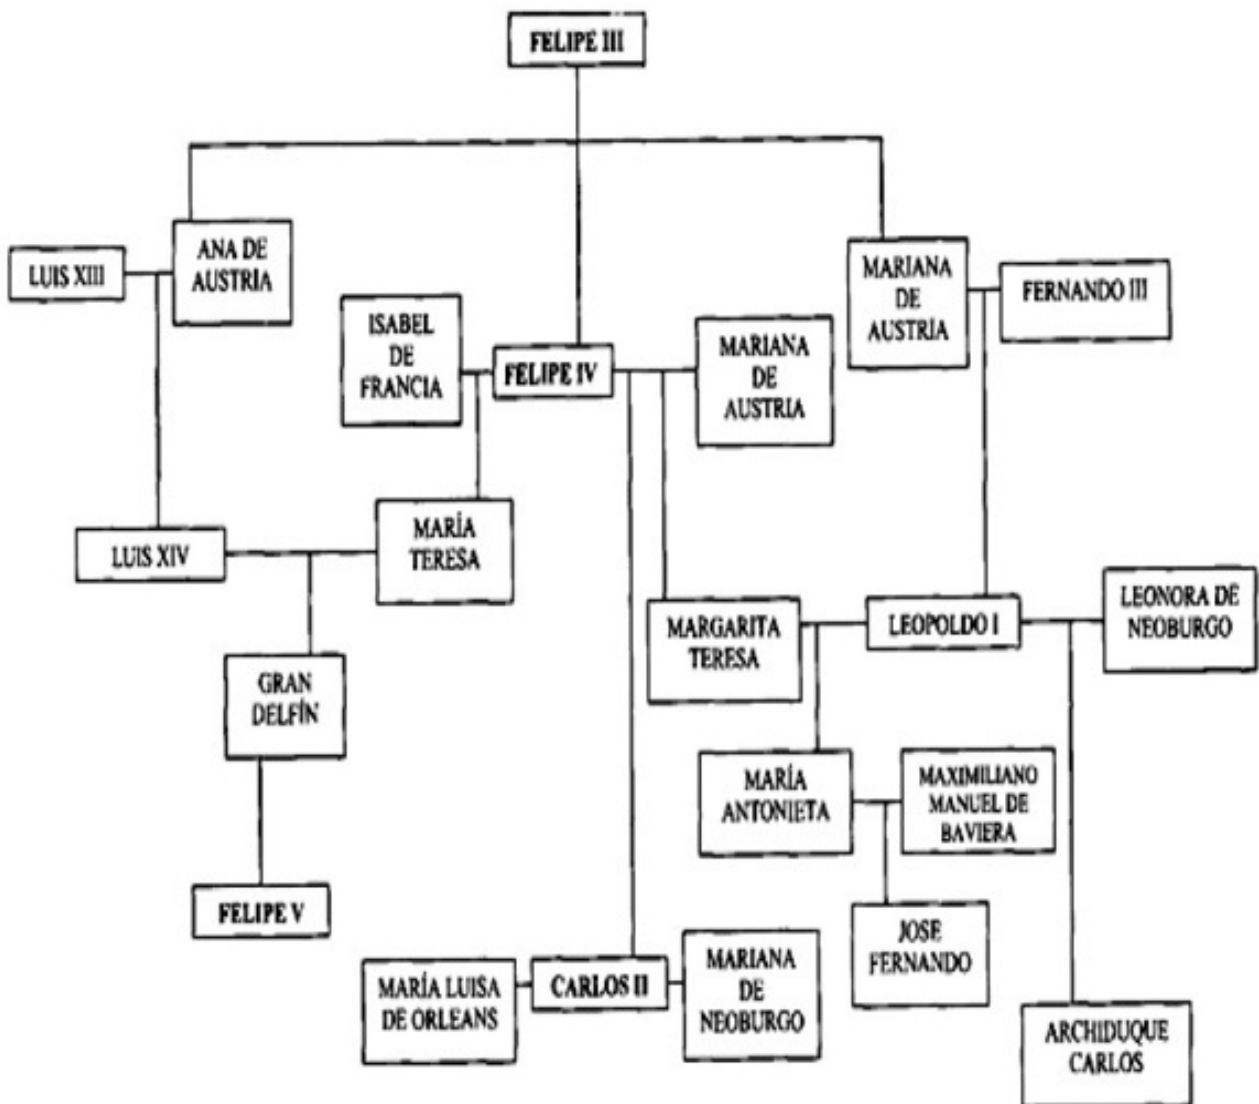 FELIPE III
ANA DE
AUSTRIA
LUIS XIII
MARIANA
DE
AUSTRIA
FERNANDO III
ISABEL
DE
FRANCIA
FELIPE IV
MARIANA
DE
AUSTRIA
LUIS XIV
MARÍA
TERESA
MARGARITA
TERESA
LEOPOLDO I
LEONORA DE
NEOBURGO
GRAN
DELFÍN
MARÍA
ANTONIETA
MAXIMILIANO
MANUEL DE
BAVIERA
FELIPE V
JOSE
FERNANDO
MARÍA LUISA
DE ORLEANS
CARLOS II
MARIANA
DE
NEOBURGO
ARCHIDUQUE
CARLOS